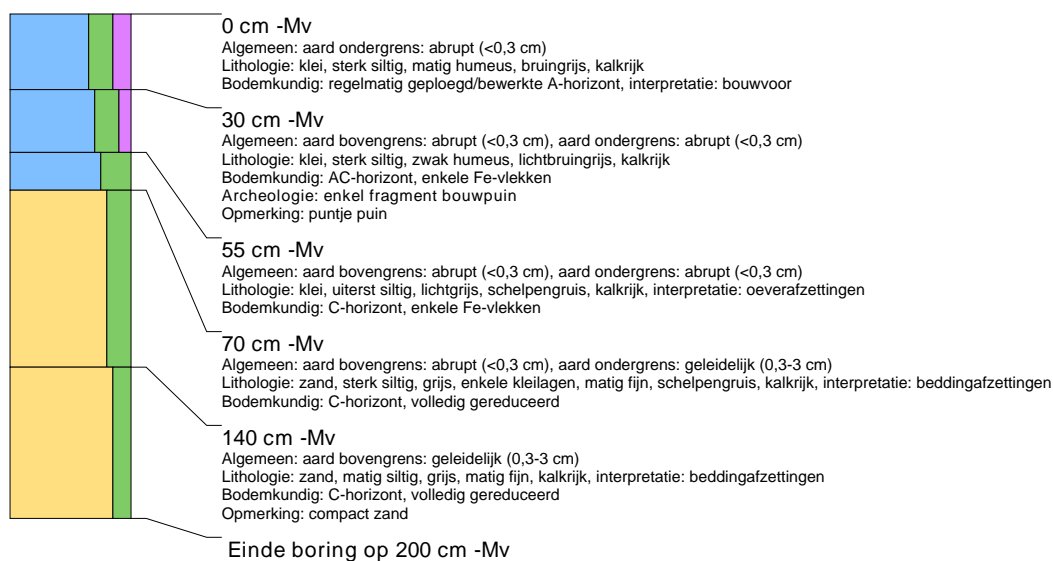 0 cm -Mv
Algemeen: aard ondergrens: abrupt (<0,3 cm)
Lithologie: klei, sterk siltig, matig humeus, bruingrijs, kalkrijk
Bodemkundig: regelmatig geploegd/bewerkte A-horizont, interpretatie: bouwvoor
30 cm -Mv
Algemeen: aard bovengrens: abrupt (<0,3 cm), aard ondergrens: abrupt (<0,3 cm)
Lithologie: klei, sterk siltig, zwak humeus, lichtbruingrijs, kalkrijk
Bodemkundig: AC-horizont, enkele Fe-vlekken
Archeologie: enkel fragment bouwpuin
Opmerking: puntje puin
55 cm -Mv
Algemeen: aard bovengrens: abrupt (<0,3 cm), aard ondergrens: abrupt (<0,3 cm)
Lithologie: klei, uiterst siltig, lichtgrijs, schelpengruis, kalkrijk, interpretatie: oeverafzettingen
Bodemkundig: C-horizont, enkele Fe-vlekken
70 cm -Mv
Algemeen: aard bovengrens: abrupt (<0,3 cm), aard ondergrens: geleidelijk (0,3-3 cm)
Lithologie: zand, sterk siltig, grijs, enkele kleilagen, matig fijn, schelpengruis, kalkrijk, interpretatie: beddingafzettingen
Bodemkundig: C-horizont, volledig gereduceerd
140 cm -Mv
Algemeen: aard bovengrens: geleidelijk (0,3-3 cm)
Lithologie: zand, matig siltig, grijs, matig fijn, kalkrijk, interpretatie: beddingafzettingen
Bodemkundig: C-horizont, volledig gereduceerd
Opmerking: compact zand
Einde boring op 200 cm -Mv